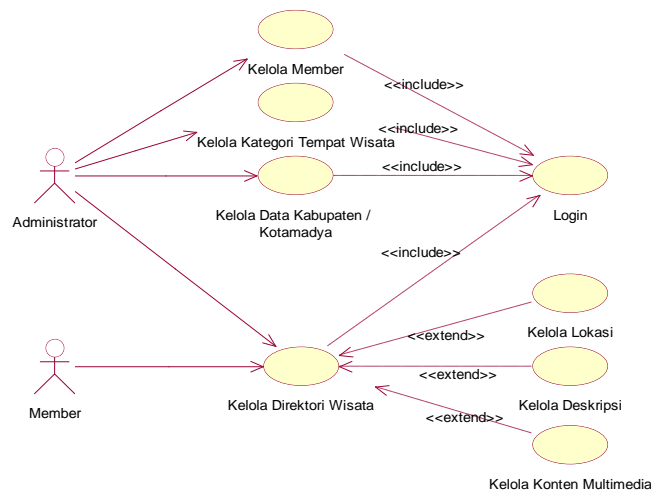 Kelola Member
<<include>>
<<include>>
Kelola Kategori Tempat Wisata
<<include>>
Administrator
Kelola Data Kabupaten /
Kotamadya
Login
<<include>>
Kelola Lokasi
<<extend>>
<<extend>>
Member
Kelola Direktori Wisata
Kelola Deskripsi
<<extend>>
Kelola Konten Multimedia